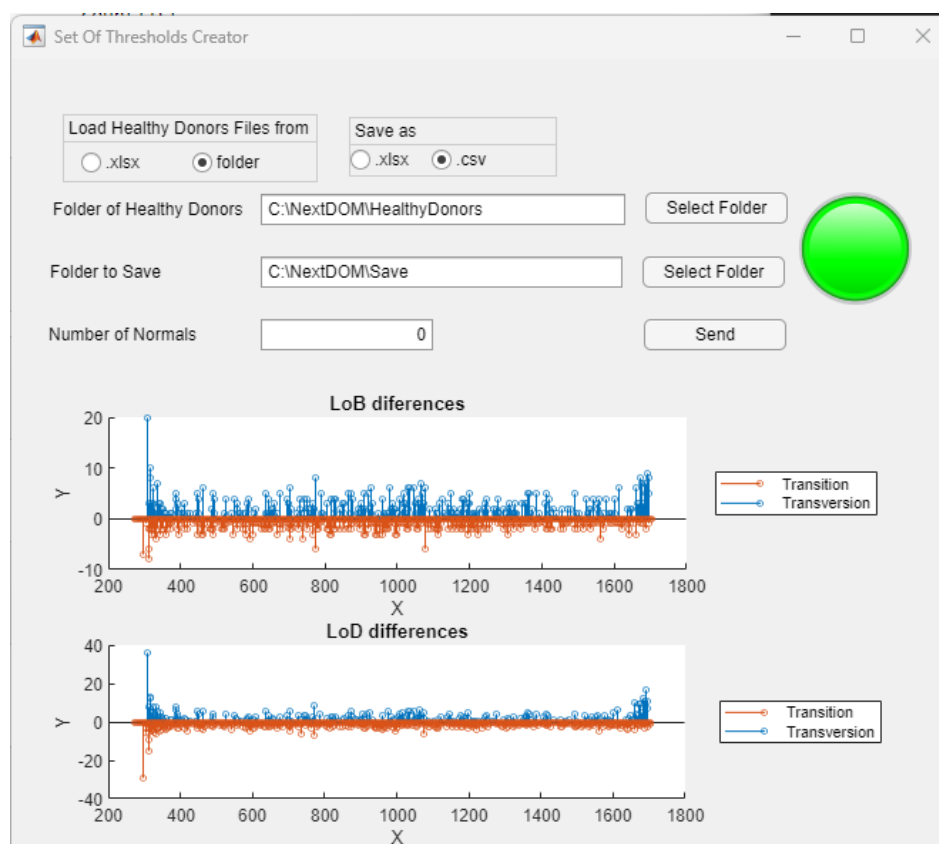 Set Of Thresholds Creator
Load Healthy Donors Files from
Save as
.xlsx folder
.xlsx .csv
Folder of Healthy Donors C:\NextDOM\HealthyDonors Select Folder
Folder to Save C:\NextDOM\Save Select Folder
Number of Normals 0 Send
LoB diferences
20
10
0
-10
Y
200 400 600 800 1000 1200 1400 1600 1800
X
Transition
Transversion
LoD differences
40
20
0
-20
-40
Y
200 400 600 800 1000 1200 1400 1600 1800
X
Transition
Transversion